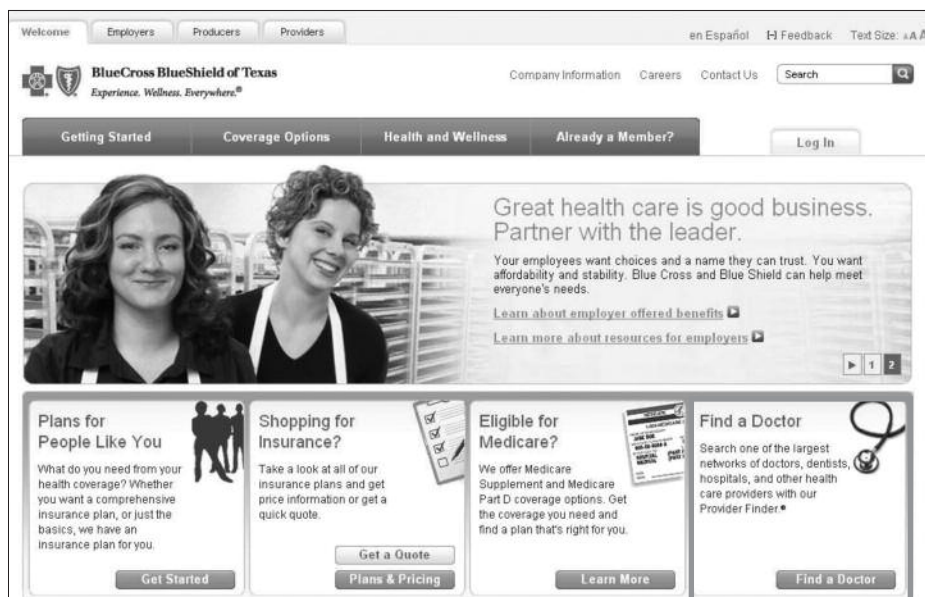 Welcome Employers Producers Providers
en Español [-] Feedback Text Size: A A A
BlueCross BlueShield of Texas
Experience. Wellness. Everywhere.®
Company Information Careers Contact Us Search
Getting Started Coverage Options Health and Wellness Already a Member? Log In
Great health care is good business.
Partner with the leader.
Your employees want choices and a name they can trust. You want
affordability and stability. Blue Cross and Blue Shield can help meet
everyone's needs.
Learn about employer offered benefits
Learn more about resources for employers
1 2
Plans for
People Like You
What do you need from your
health coverage? Whether
you want a comprehensive
insurance plan, or just the
basics, we have an
insurance plan for you.
Get Started
Shopping for
Insurance?
Take a look at all of our
insurance plans and get
price information or get a
quick quote.
Get a Quote
Plans & Pricing
Eligible for
Medicare?
We offer Medicare
Supplement and Medicare
Part D coverage options. Get
the coverage you need and
find a plan that's right for you.
Learn More
Find a Doctor
Search one of the largest
networks of doctors, dentists,
hospitals, and other health
care providers with our
Provider Finder.®
Find a Doctor